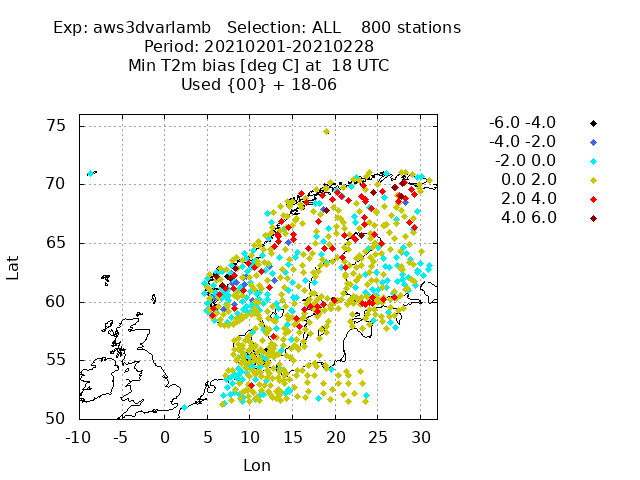 Exp: aws3dvarlamb   Selection: ALL    800 stations
Period: 20210201-20210228
Min T2m bias [deg C] at  18 UTC
Used {00} + 18-06
75
70
65
60
55
50
-10 -5 0 5 10 15 20 25 30
Lat
Lon
-6.0 -4.0
-4.0 -2.0
-2.0 0.0
0.0 2.0
2.0 4.0
4.0 6.0